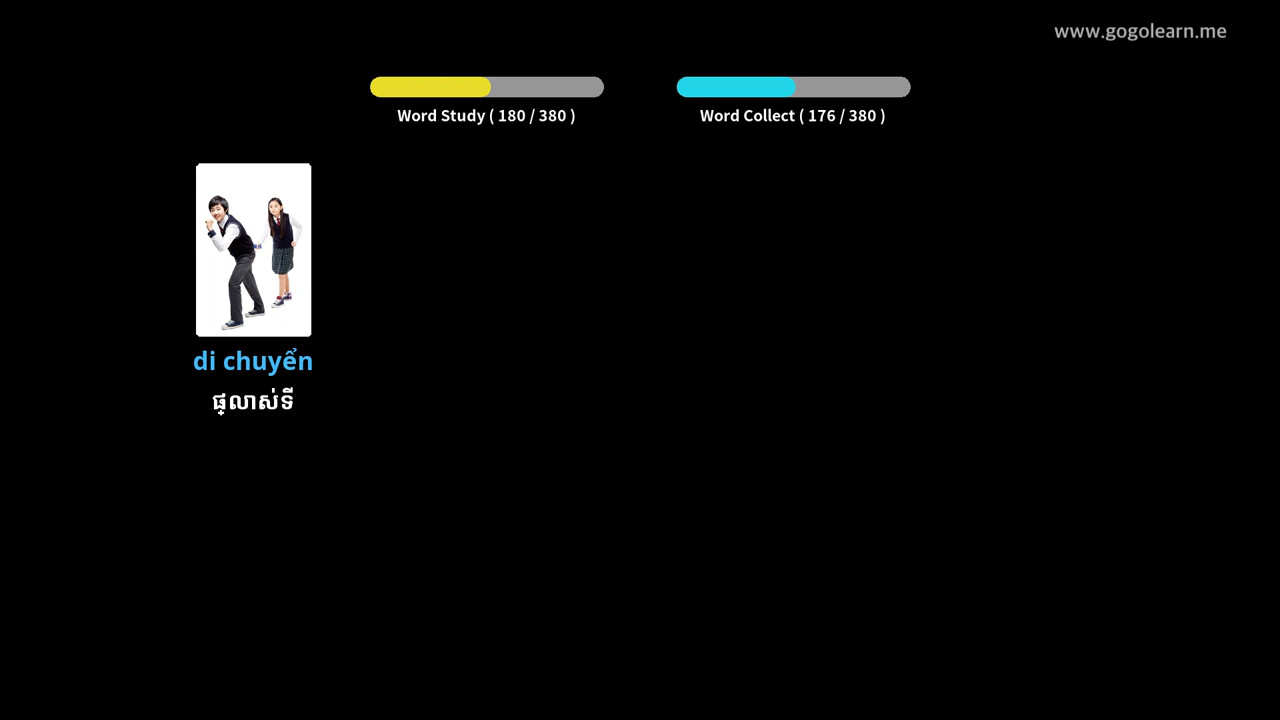 www.gogolearn.me
Word Study ( 180 / 380 )
Word Collect ( 176 / 380 )
di chuyển
ផ្លាស់ទី